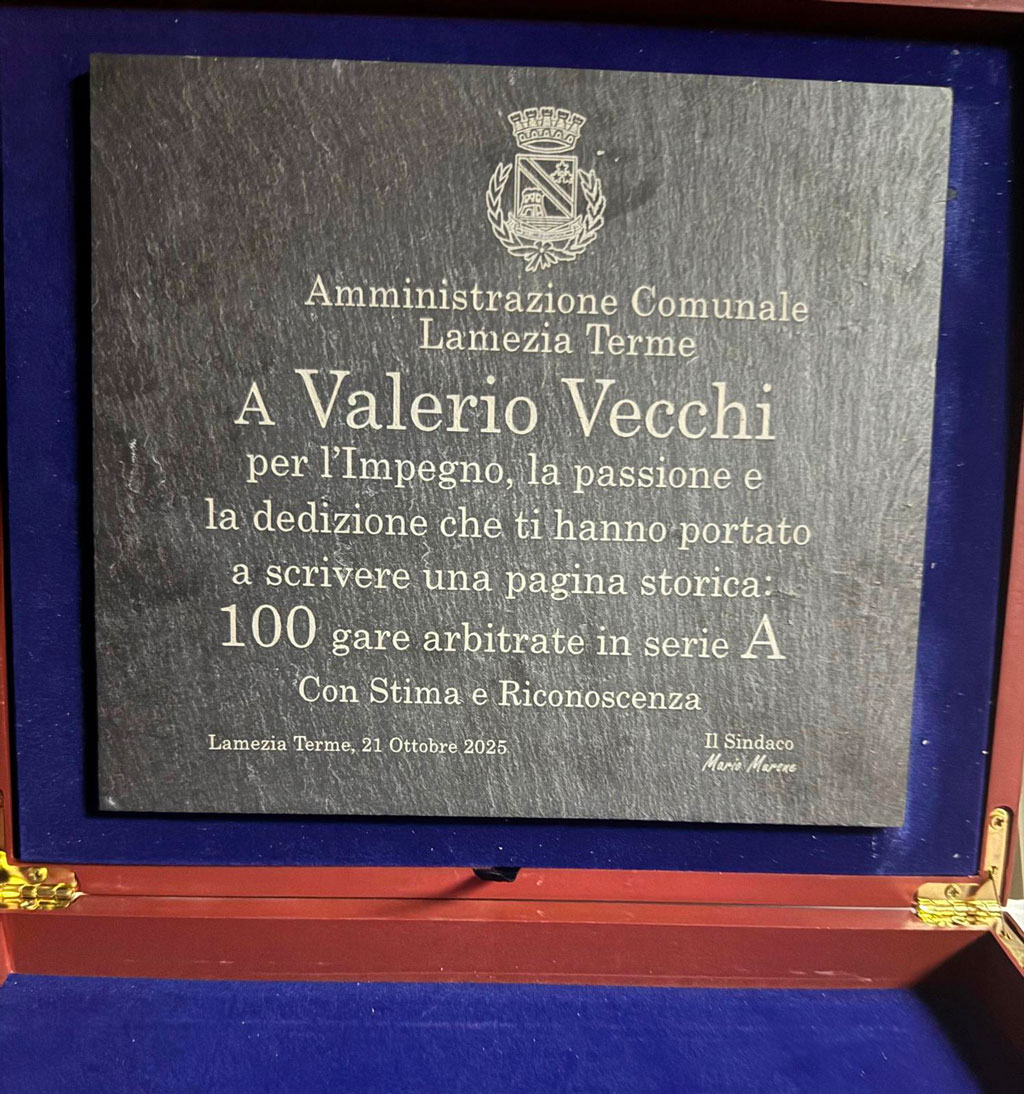 Amministrazione Comunale
Lamezia Terme
A Valerio Vecchi
per l'Impegno, la passione e
la dedizione che ti hanno portato
a scrivere una pagina storica:
100 gare arbitrate in serie A
Con Stima e Riconoscenza
Lamezia Terme, 21 Ottobre 2025
Il Sindaco
Mario Murone